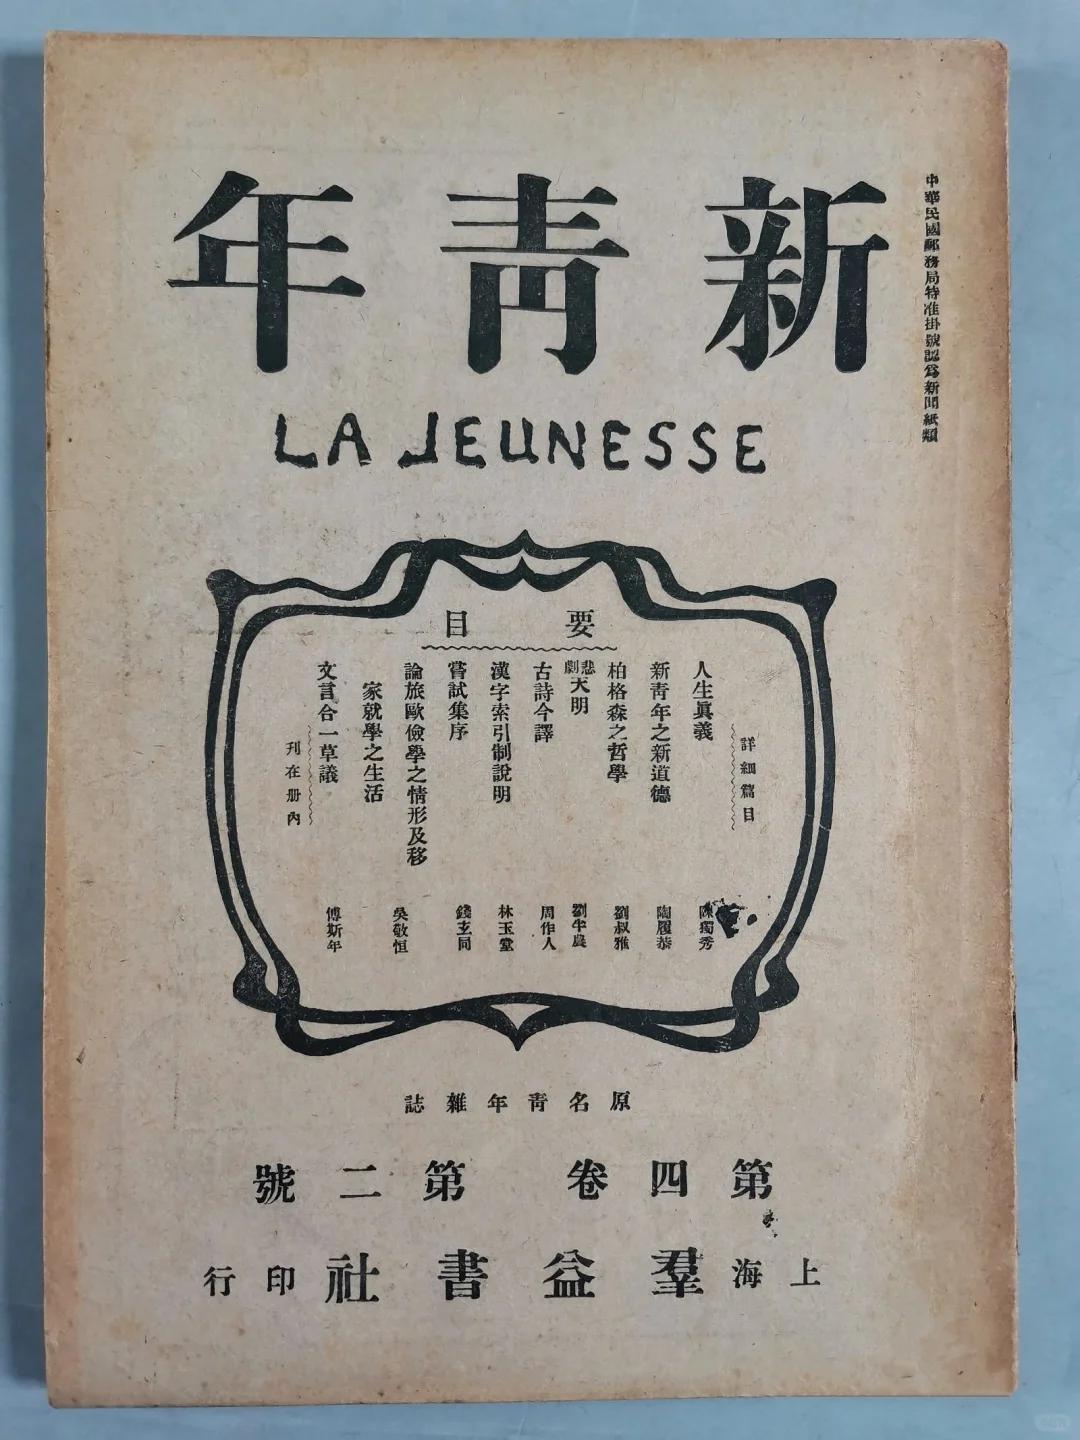 中華民國郵務局特准掛號認爲新聞紙類
新青年
LA JEUNESSE
要目
詳細篇目
人生眞義 陳獨秀
新青年之新道德 陶履恭
柏格森之哲學 劉叔雅
悲劇天明 劉半農
古詩今譯 周作人
漢字索引制說明 林玉堂
嘗試集序 錢玄同
論旅歐儉學之情形及移
家就學之生活 吳敬恒
文言合一草議 傅斯年
刊在册內
原名青年雜誌
第四卷 第二號
上海羣益書社印行